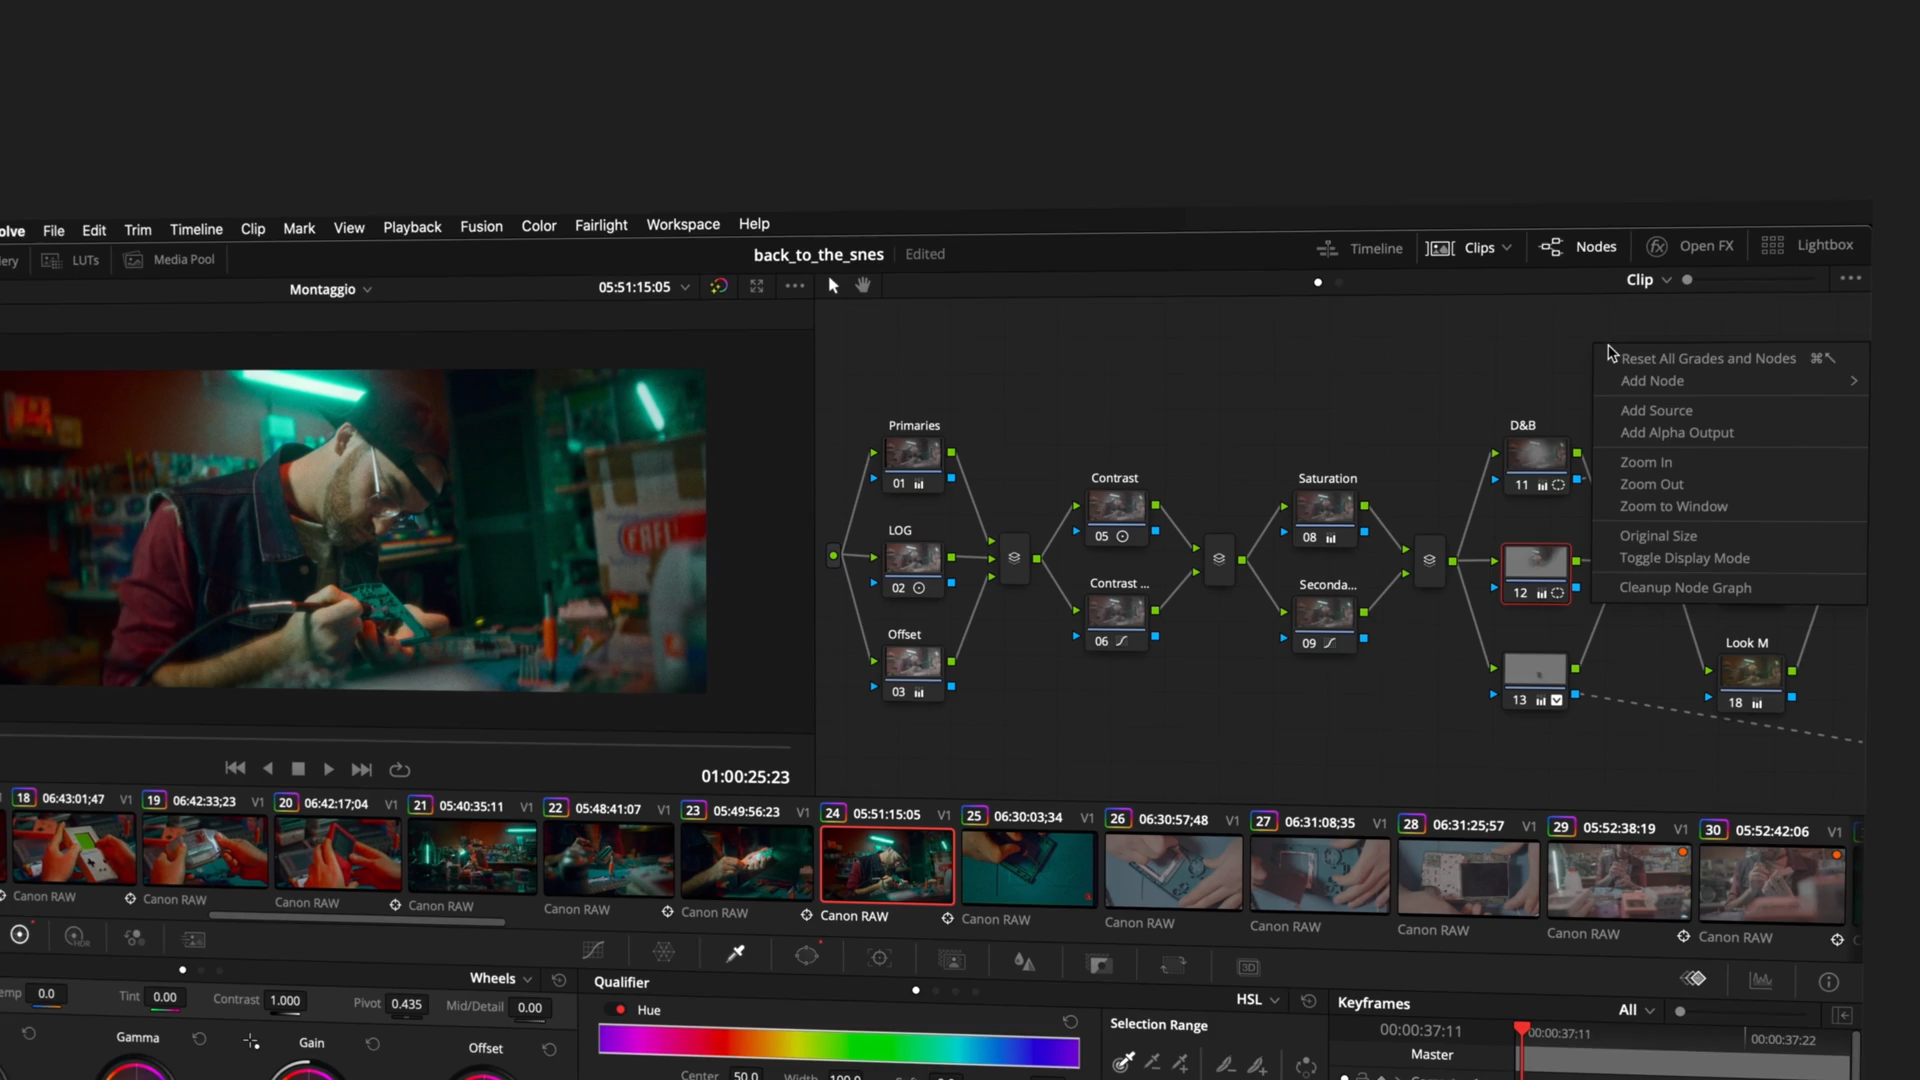 olve File Edit Trim Timeline Clip Mark View Playback Fusion Color Fairlight Workspace Help
lery LUTs Media Pool
back_to_the_snes Edited
Timeline Clips Nodes Open FX Lightbox
Montaggio
05:51:15:05
Clip
Reset All Grades and Nodes ⌘↖
Add Node
Add Source
Add Alpha Output
Zoom In
Zoom Out
Zoom to Window
Original Size
Toggle Display Mode
Cleanup Node Graph
Primaries
01
LOG
02
Offset
03
Contrast
05
Contrast ...
06
Saturation
08
Seconda...
09
D&B
11
12
13
Look M
18
01:00:25:23
18 06:43:01;47 V1
19 06:42:33;23 V1
20 06:42:17;04 V1
21 05:40:35:11 V1
22 05:48:41:07 V1
23 05:49:56:23 V1
24 05:51:15:05 V1
25 06:30:03;34 V1
26 06:30:57;48 V1
27 06:31:08;35 V1
28 06:31:25;57 V1
29 05:52:38:19 V1
30 05:52:42:06 V1
Canon RAW
Canon RAW
Canon RAW
Canon RAW
Canon RAW
Canon RAW
Canon RAW
Canon RAW
Canon RAW
Canon RAW
Canon RAW
Canon RAW
Canon RAW
HDR
3D
Wheels
emp 0.0 Tint 0.00 Contrast 1.000 Pivot 0.435 Mid/Detail 0.00
Gamma Gain Offset
Qualifier
HSL
Hue
Center 50.0 Width 100.0
Selection Range
Keyframes
All
00:00:37:11
00:00:37:11
00:00:37:22
Master